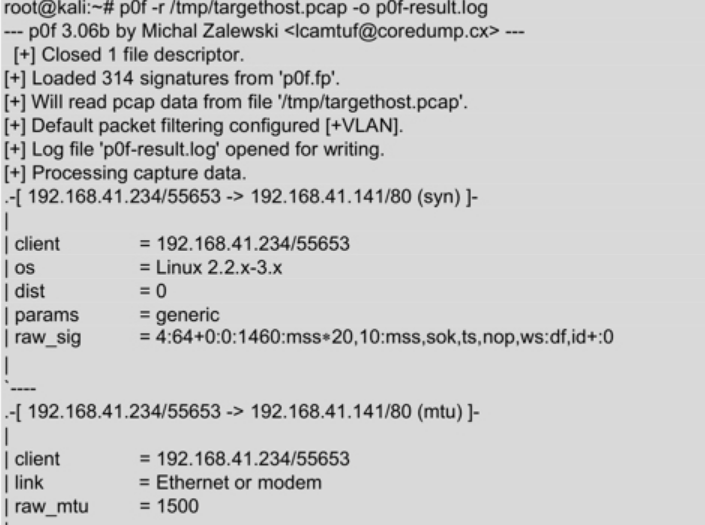 root@kali:~# p0f -r /tmp/targethost.pcap -o p0f-result.log
--- p0f 3.06b by Michal Zalewski <lcamtuf@coredump.cx> ---
[+] Closed 1 file descriptor.
[+] Loaded 314 signatures from 'p0f.fp'.
[+] Will read pcap data from file '/tmp/targethost.pcap'.
[+] Default packet filtering configured [+VLAN].
[+] Log file 'p0f-result.log' opened for writing.
[+] Processing capture data.
.-[ 192.168.41.234/55653 -> 192.168.41.141/80 (syn) ]-
|
| client = 192.168.41.234/55653
| os = Linux 2.2.x-3.x
| dist = 0
| params = generic
| raw_sig = 4:64+0:0:1460:mss*20,10:mss,sok,ts,nop,ws:df,id+:0
|
`----
.-[ 192.168.41.234/55653 -> 192.168.41.141/80 (mtu) ]-
|
| client = 192.168.41.234/55653
| link = Ethernet or modem
| raw_mtu = 1500